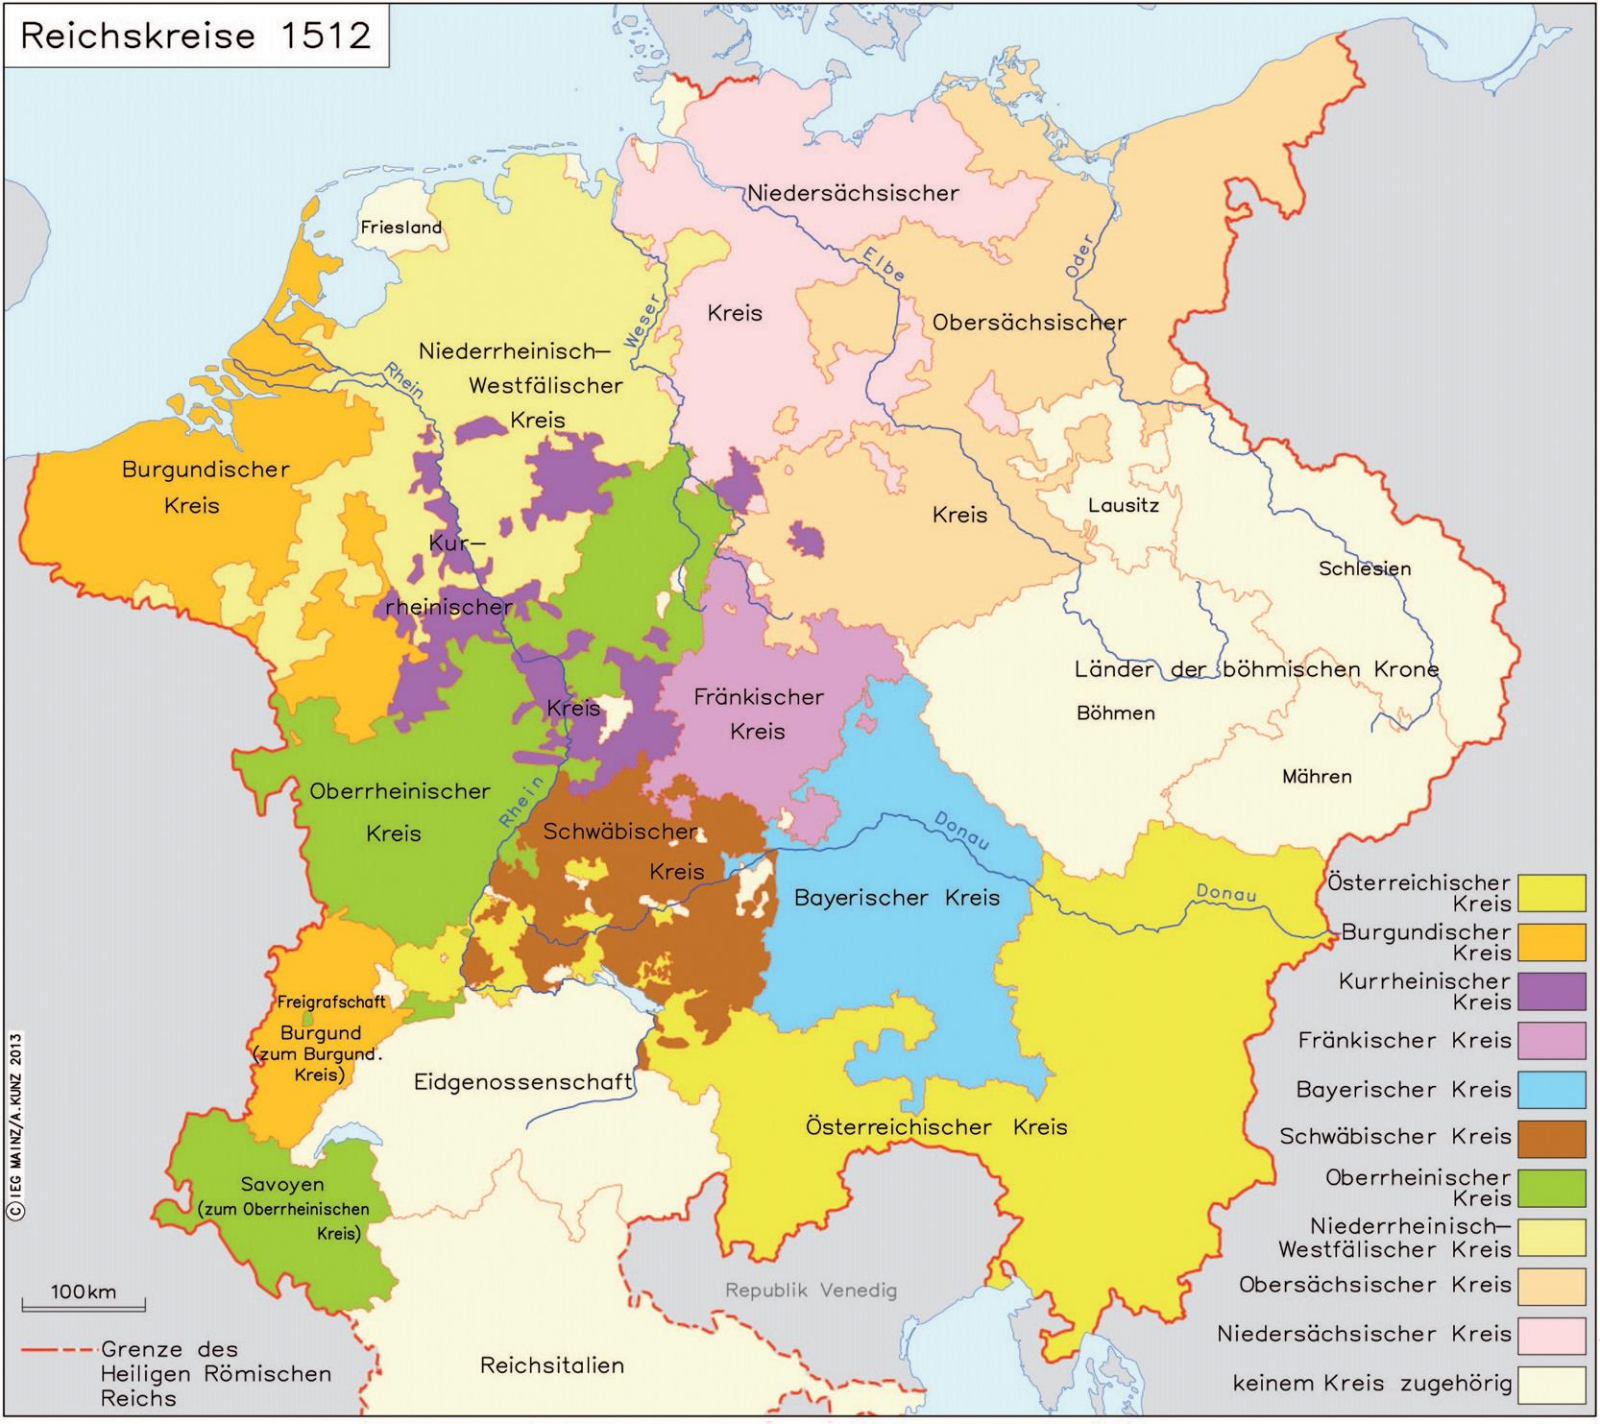 Reichskreise 1512
Friesland
Niedersächsischer
Kreis
Elbe
Oder
Obersächsischer
Kreis
Weser
Niederrheinisch–
Westfälischer
Kreis
Rhein
Burgundischer
Kreis
Lausitz
Schlesien
Kur–
rheinischer
Kreis
Länder der böhmischen Krone
Böhmen
Mähren
Fränkischer
Kreis
Oberrheinischer
Kreis
Rhein
Schwäbischer
Kreis
Donau
Bayerischer Kreis
Donau
Freigrafschaft
Burgund
(zum Burgund.
Kreis)
Eidgenossenschaft
Österreichischer Kreis
Savoyen
(zum Oberrheinischen
Kreis)
Republik Venedig
Reichsitalien
Österreichischer
Kreis
Burgundischer
Kreis
Kurrheinischer
Kreis
Fränkischer Kreis
Bayerischer Kreis
Schwäbischer Kreis
Oberrheinischer
Kreis
Niederrheinisch–
Westfälischer Kreis
Obersächsischer Kreis
Niedersächsischer Kreis
keinem Kreis zugehörig
100km
Grenze des
Heiligen Römischen
Reichs
© IEG MAINZ/A.KUNZ 2013